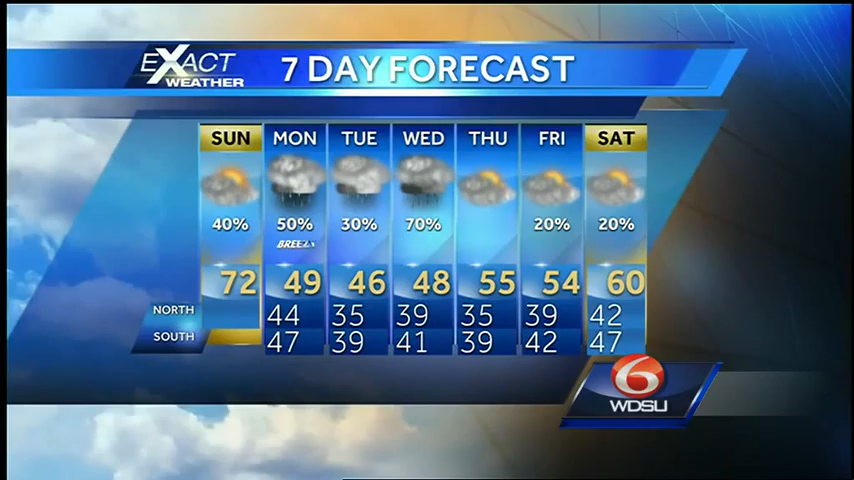 EXACT
WEATHER
7 DAY FORECAST
SUN MON TUE WED THU FRI SAT
40% 50% 30% 70% 20% 20%
BREEZY
72 49 46 48 55 54 60
NORTH 44 35 39 35 39 42
SOUTH 47 39 41 39 42 47
6
WDSU